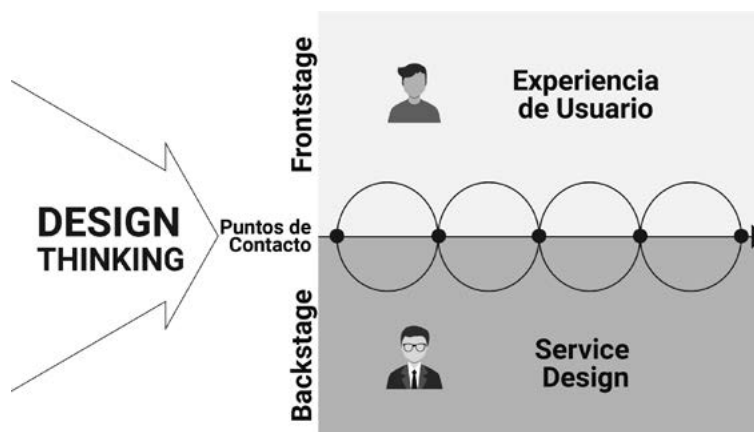 DESIGN
THINKING
Puntos de
Contacto
Frontstage
Experiencia
de Usuario
Backstage
Service
Design